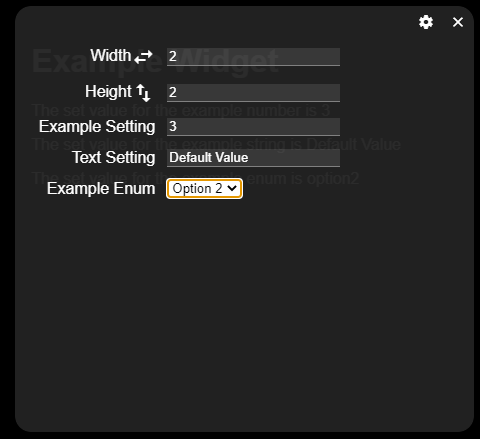 Example Widget
Width 2
Height 2
The set value for the example number is 3
Example Setting 3
The set value for the example string is Default Value
Text Setting Default Value
The set value for the example enum is option2
Example Enum Option 2